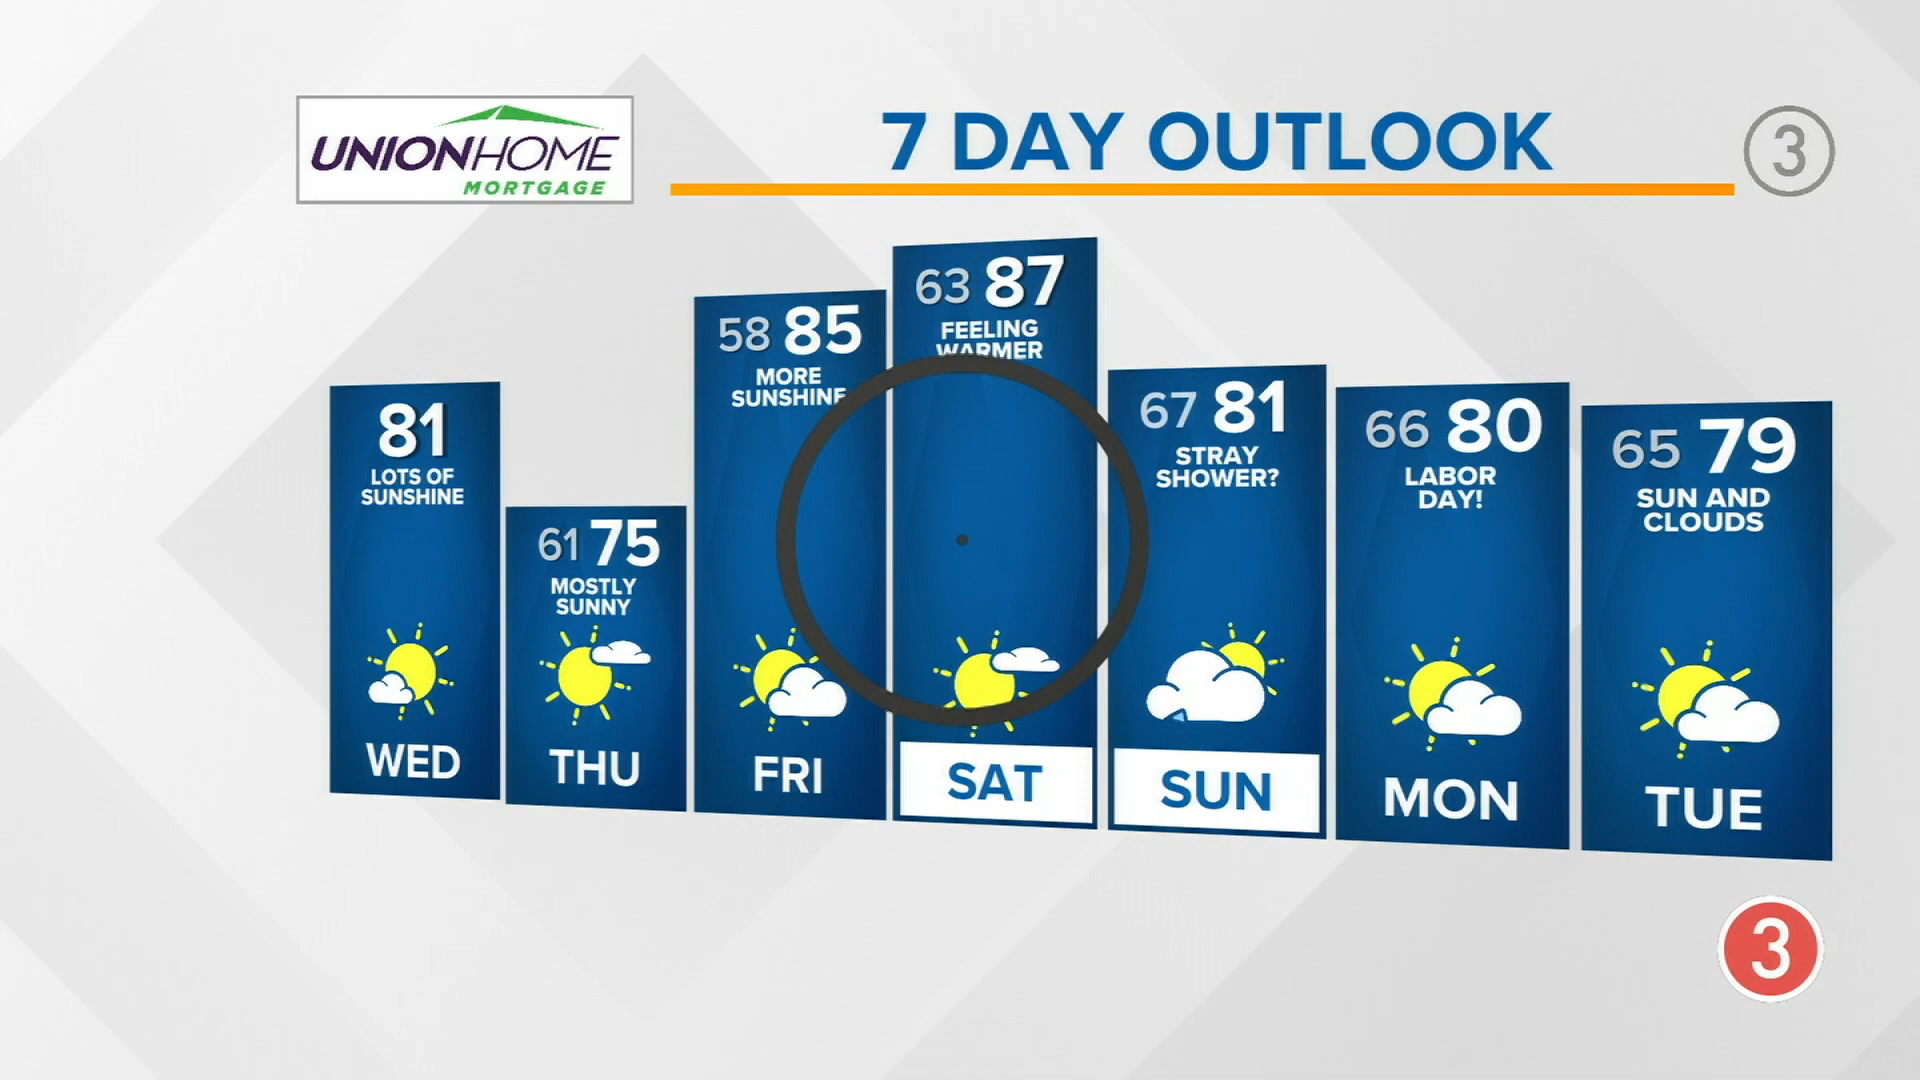 UNIONHOME
MORTGAGE
7 DAY OUTLOOK
3
81
LOTS OF
SUNSHINE
WED
61 75
MOSTLY
SUNNY
THU
58 85
MORE
SUNSHINE
FRI
63 87
FEELING
WARMER
SAT
67 81
STRAY
SHOWER?
SUN
66 80
LABOR
DAY!
MON
65 79
SUN AND
CLOUDS
TUE
3